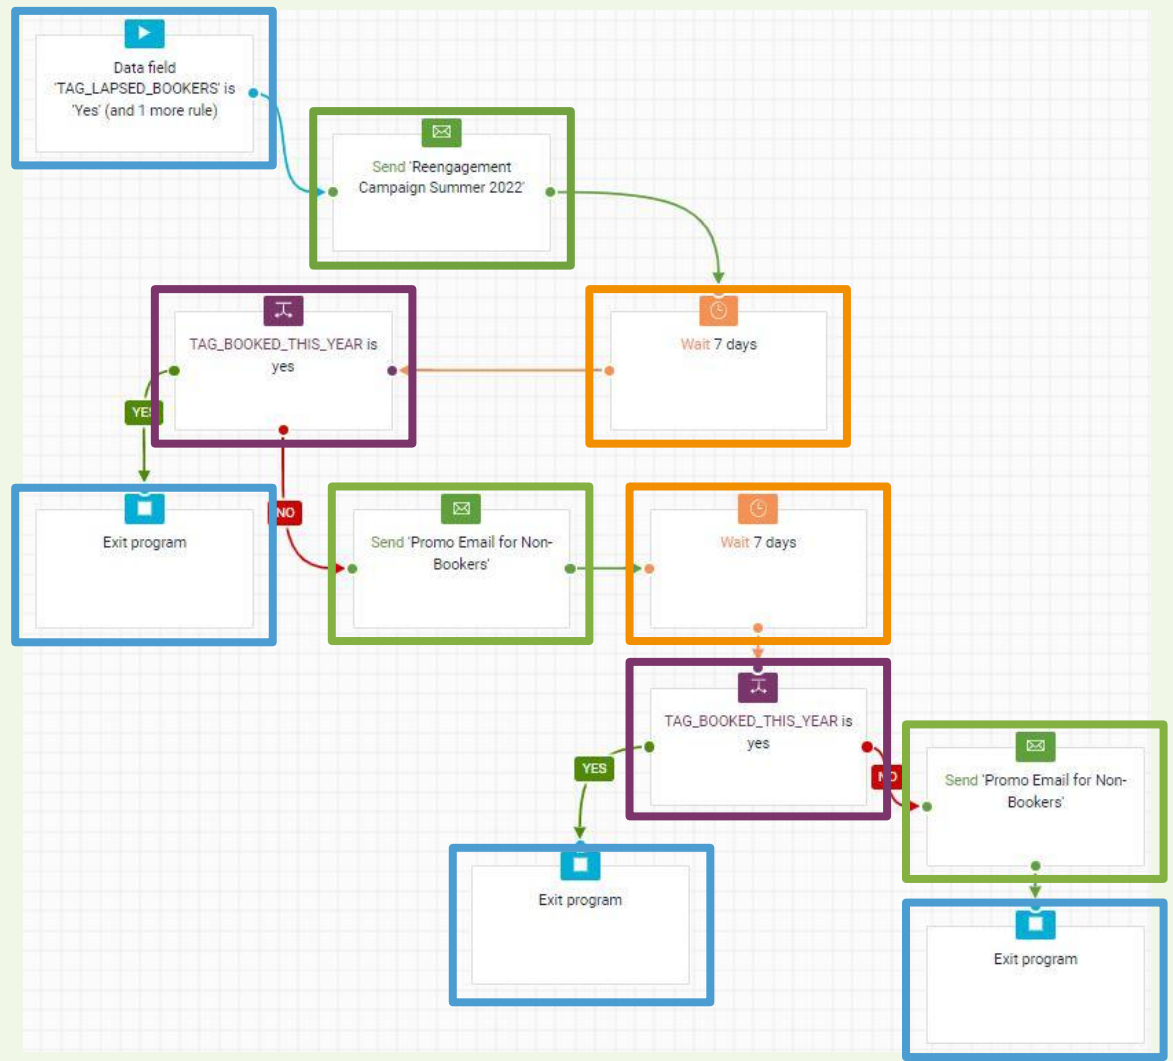 Data field
'TAG_LAPSED_BOOKERS' is
'Yes' (and 1 more rule)
Send 'Reengagement
Campaign Summer 2022'
Wait 7 days
TAG_BOOKED_THIS_YEAR is
yes
YES
NO
Exit program
Send 'Promo Email for Non-
Bookers'
Wait 7 days
TAG_BOOKED_THIS_YEAR is
yes
YES
NO
Send 'Promo Email for Non-
Bookers'
Exit program
Exit program